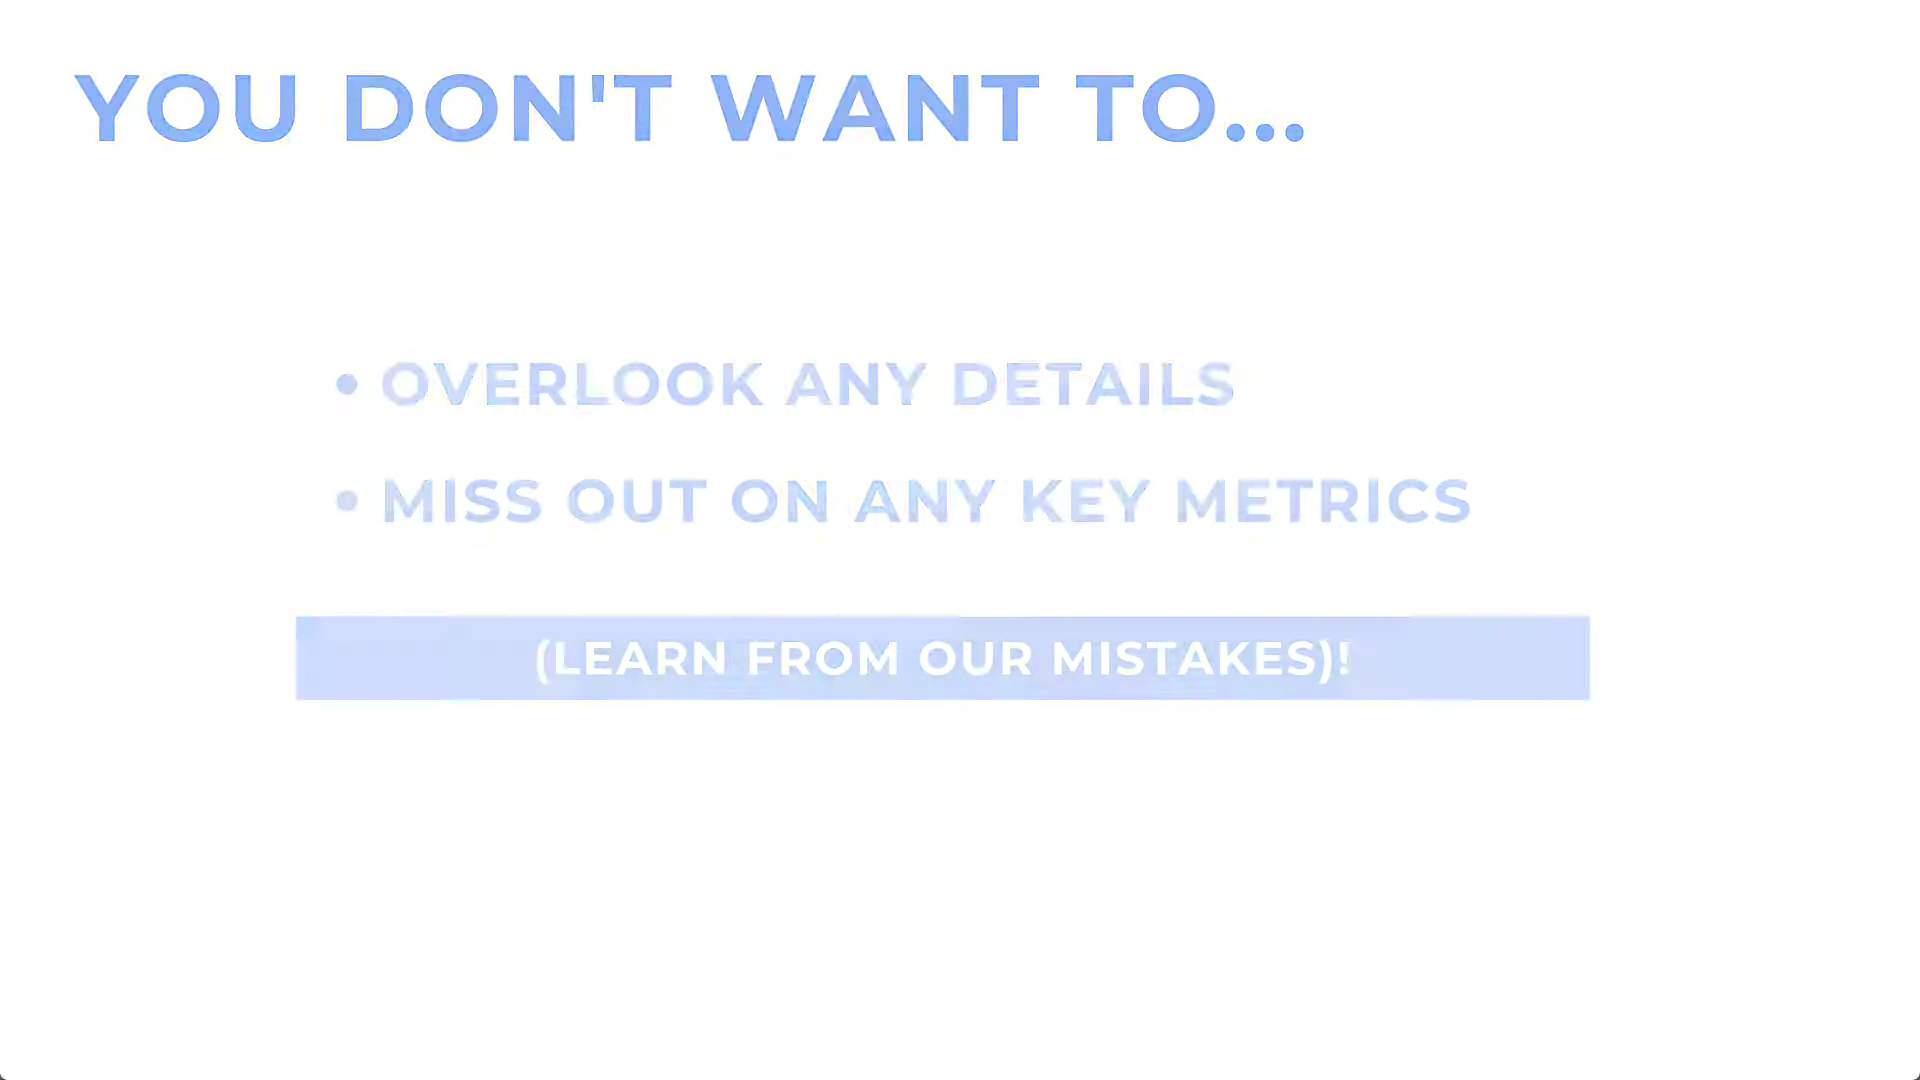 YOU DON'T WANT TO...
• OVERLOOK ANY DETAILS
• MISS OUT ON ANY KEY METRICS
(LEARN FROM OUR MISTAKES)!